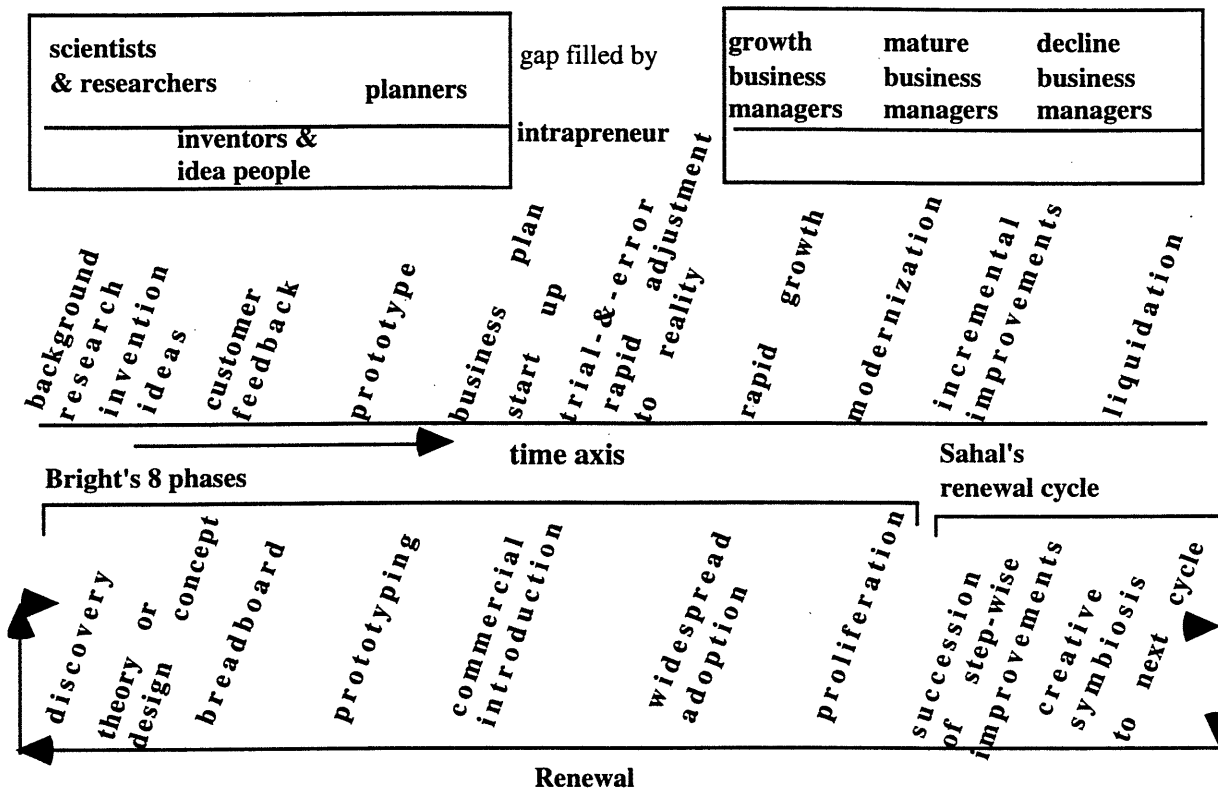 scientists
& researchers
planners
inventors &
idea people
gap filled by
intrapreneur
growth
business
managers
mature
business
managers
decline
business
managers
background
research
invention
ideas
customer
feedback
prototype
business plan
start up
trial-&-error
rapid adjustment
to reality
rapid growth
modernization
incremental
improvements
liquidation
time axis
Bright's 8 phases
Sahal's
renewal cycle
discovery
theory or
design concept
breadboard
prototyping
commercial
introduction
widespread
adoption
proliferation
succession
of step-wise
improvements
creative
symbiosis
to next cycle
Renewal